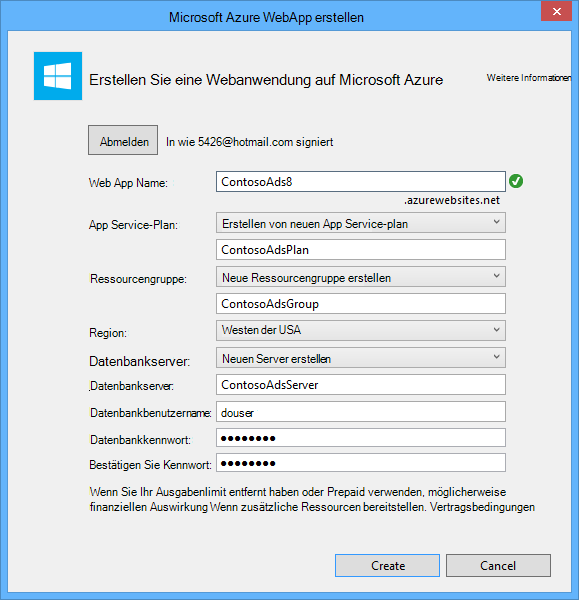 Microsoft Azure WebApp erstellen
Erstellen Sie eine Webanwendung auf Microsoft Azure
Weitere Informationen
Abmelden
In wie 5426@hotmail.com signiert
Web App Name:
ContosoAds8
.azurewebsites.net
App Service-Plan:
Erstellen von neuen App Service-plan
ContosoAdsPlan
Ressourcengruppe:
Neue Ressourcengruppe erstellen
ContosoAdsGroup
Region:
Westen der USA
Datenbankserver:
Neuen Server erstellen
Datenbankserver:
ContosoAdsServer
Datenbankbenutzername:
douser
Datenbankkennwort:
●●●●●●●●
Bestätigen Sie Kennwort:
●●●●●●●●
Wenn Sie Ihr Ausgabenlimit entfernt haben oder Prepaid verwenden, möglicherweise
finanziellen Auswirkung Wenn zusätzliche Ressourcen bereitstellen. Vertragsbedingungen
Create
Cancel